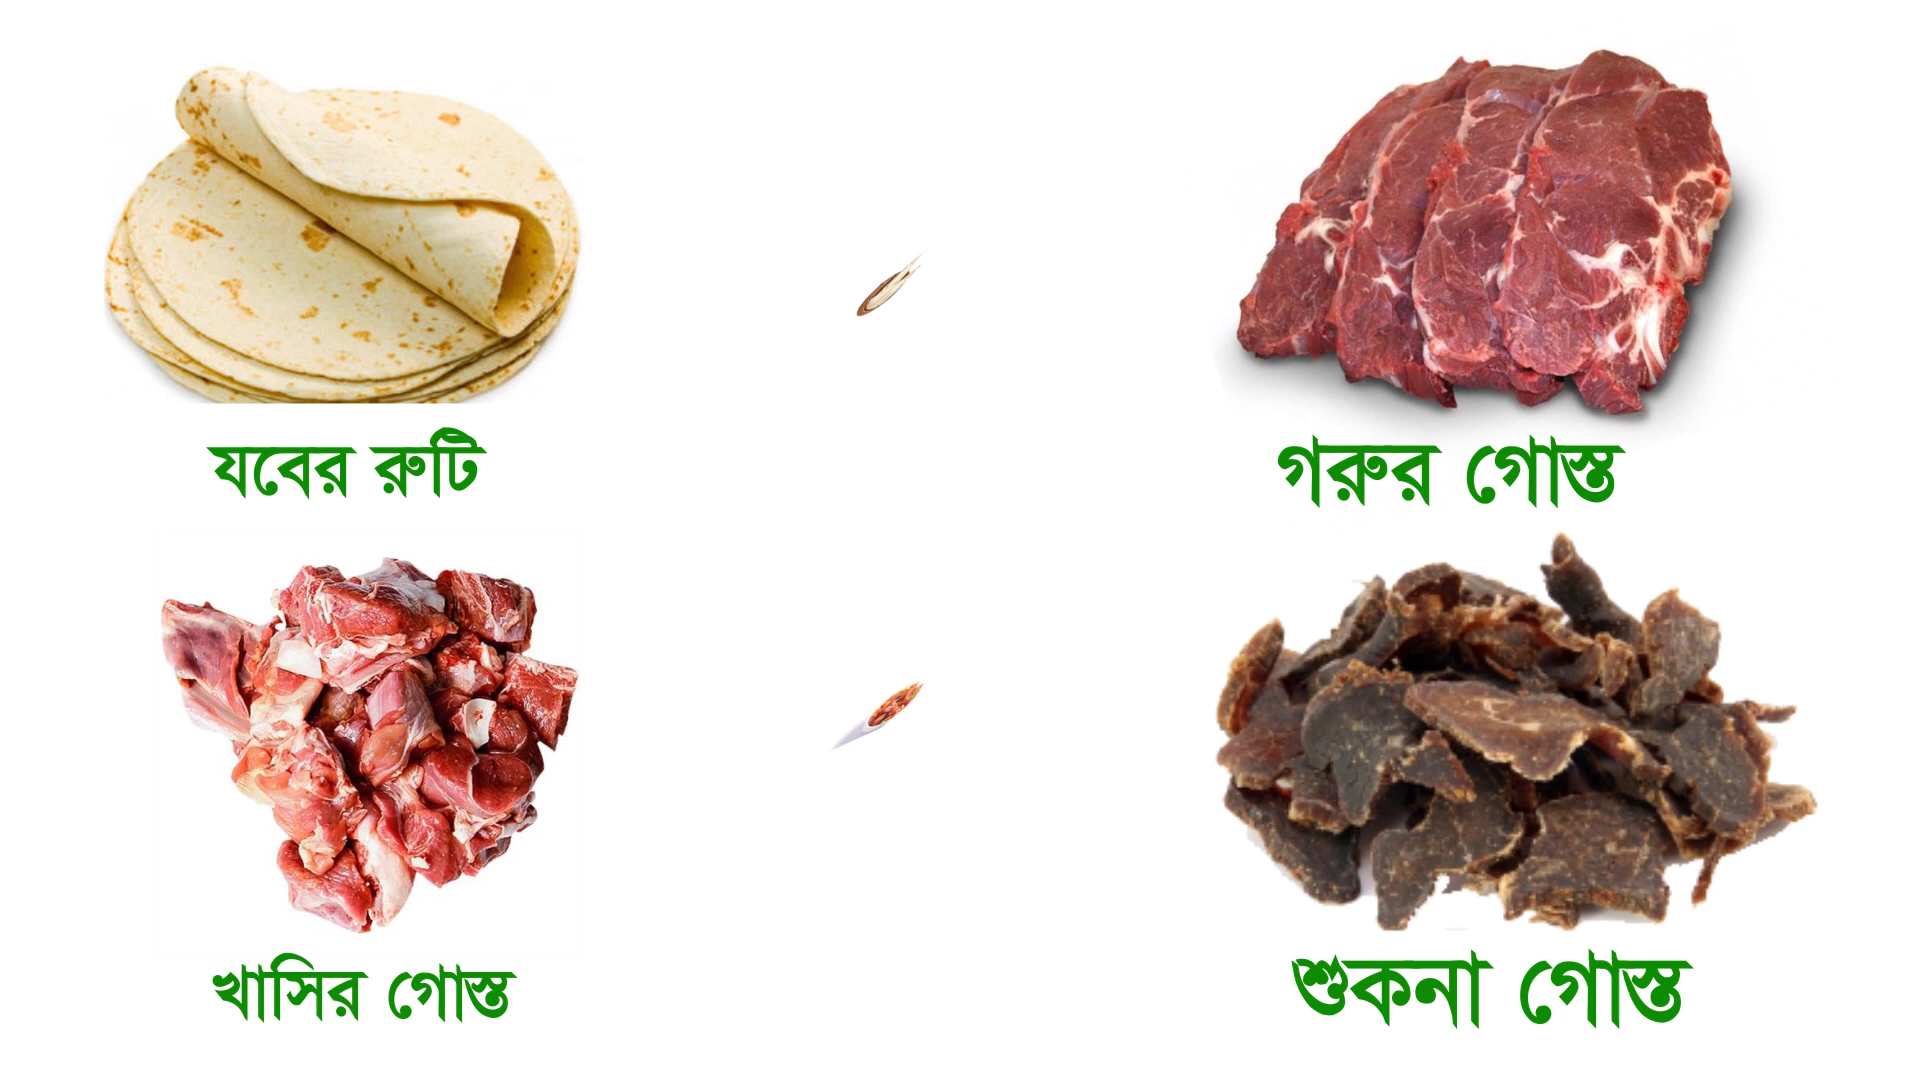 যবের রুটি
গরুর গোস্ত
খাসির গোস্ত
শুকনা গোস্ত